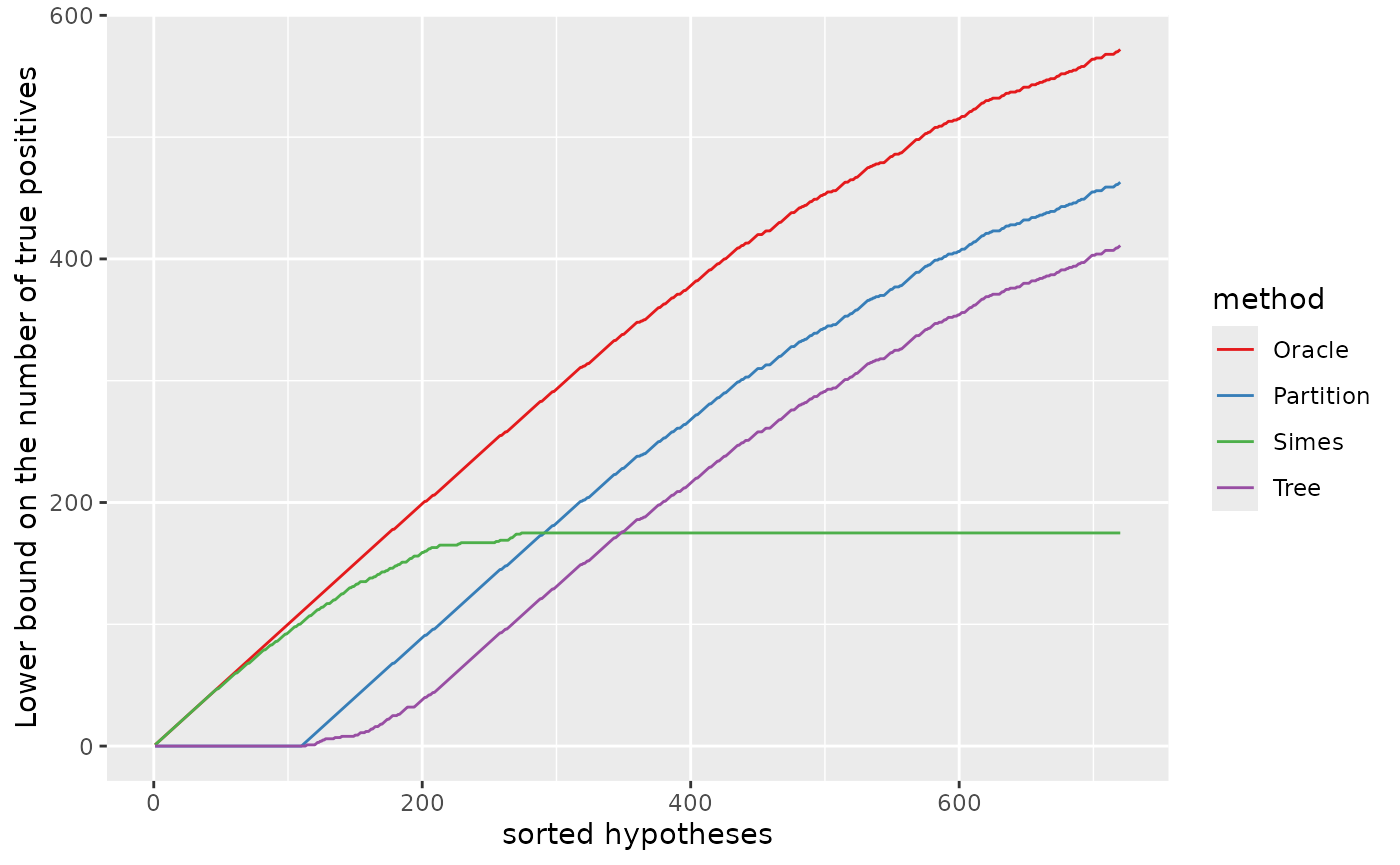 Lower bound on the number of true positives
600
400
200
0
0
200
400
600
sorted hypotheses
method
Oracle
Partition
Simes
Tree